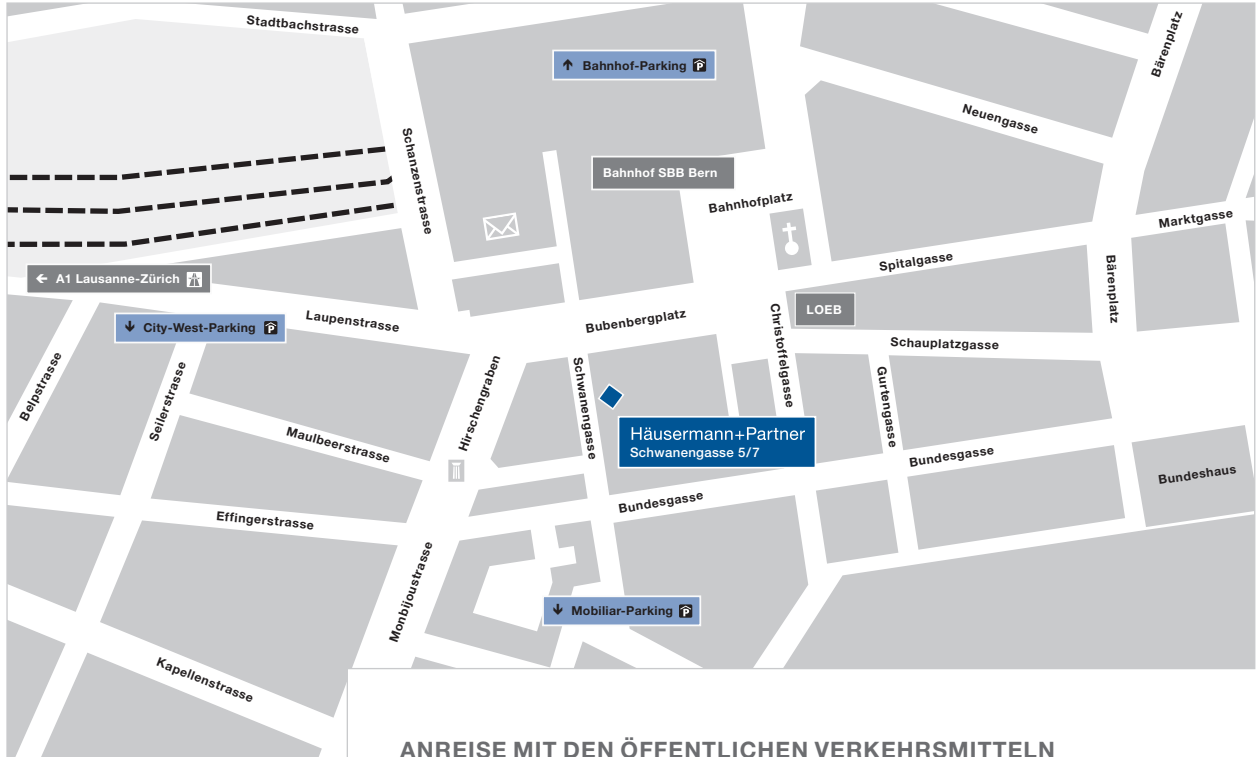 Stadtbachstrasse
Bärenplatz
Bahnhof-Parking
Neuengasse
Schanzenstrasse
Bahnhof SBB Bern
Bahnhofplatz
Marktgasse
Spitalgasse
A1 Lausanne-Zürich
Bärenplatz
LOEB
Laupenstrasse
Bubenbergplatz
City-West-Parking
Christoffelgasse
Schauplatzgasse
Belpstrasse
Seilerstrasse
Hirschengraben
Schwanengasse
Gurtengasse
Maulbeerstrasse
Häusermann+Partner
Schwanengasse 5/7
Bundesgasse
Bundeshaus
Bundesgasse
Effingerstrasse
Monbijoustrasse
Mobiliar-Parking
Kapellenstrasse
ANREISE MIT DEN ÖFFENTLICHEN VERKEHRSMITTELN